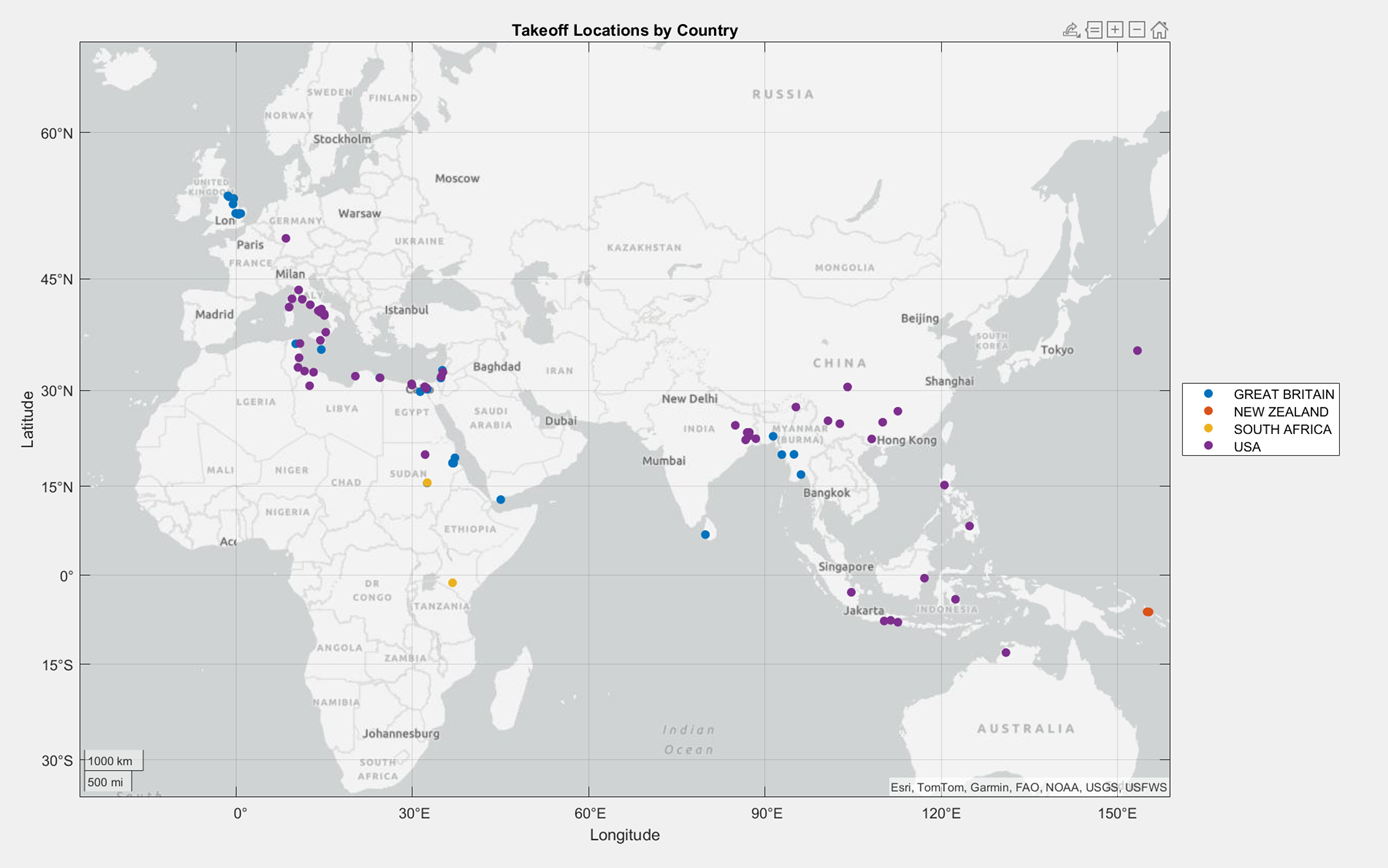 Takeoff Locations by Country
RUSSIA
SWEDEN
FINLAND
NORWAY
60°N
Stockholm
Moscow
UNITED
KINGDOM
Lon
GERMANY
Warsaw
Paris
UKRAINE
FRANCE
KAZAKHSTAN
MONGOLIA
Milan
45°N
Madrid
Istanbul
Beijing
SOUTH
KOREA
Tokyo
CHINA
Baghdad
IRAN
Shanghai
30°N
New Delhi
LGERIA
LIBYA
EGYPT
SAUDI
ARABIA
Dubai
INDIA
MYANMAR
(BURMA)
Hong Kong
Mumbai
MALI
NIGER
CHAD
SUDAN
15°N
Bangkok
NIGERIA
ETHIOPIA
Acc
Singapore
0°
DR
CONGO
TANZANIA
Jakarta
INDONESIA
ANGOLA
ZAMBIA
15°S
NAMIBIA
Johannesburg
Indian
Ocean
AUSTRALIA
30°S
SOUTH
AFRICA
1000 km
500 mi
Esri, TomTom, Garmin, FAO, NOAA, USGS, USFWS
0°
30°E
60°E
90°E
120°E
150°E
Longitude
Latitude
GREAT BRITAIN
NEW ZEALAND
SOUTH AFRICA
USA